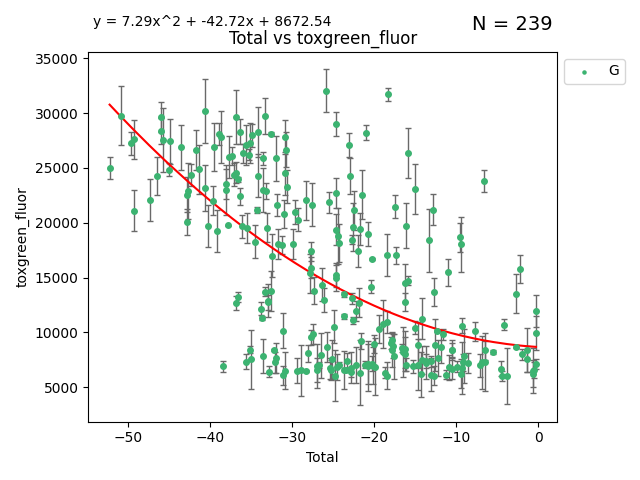 y = 7.29x^2 + -42.72x + 8672.54
N = 239
Total vs toxgreen_fluor
35000
30000
25000
20000
15000
10000
5000
toxgreen_fluor
−50 −40 −30 −20 −10 0
Total
G